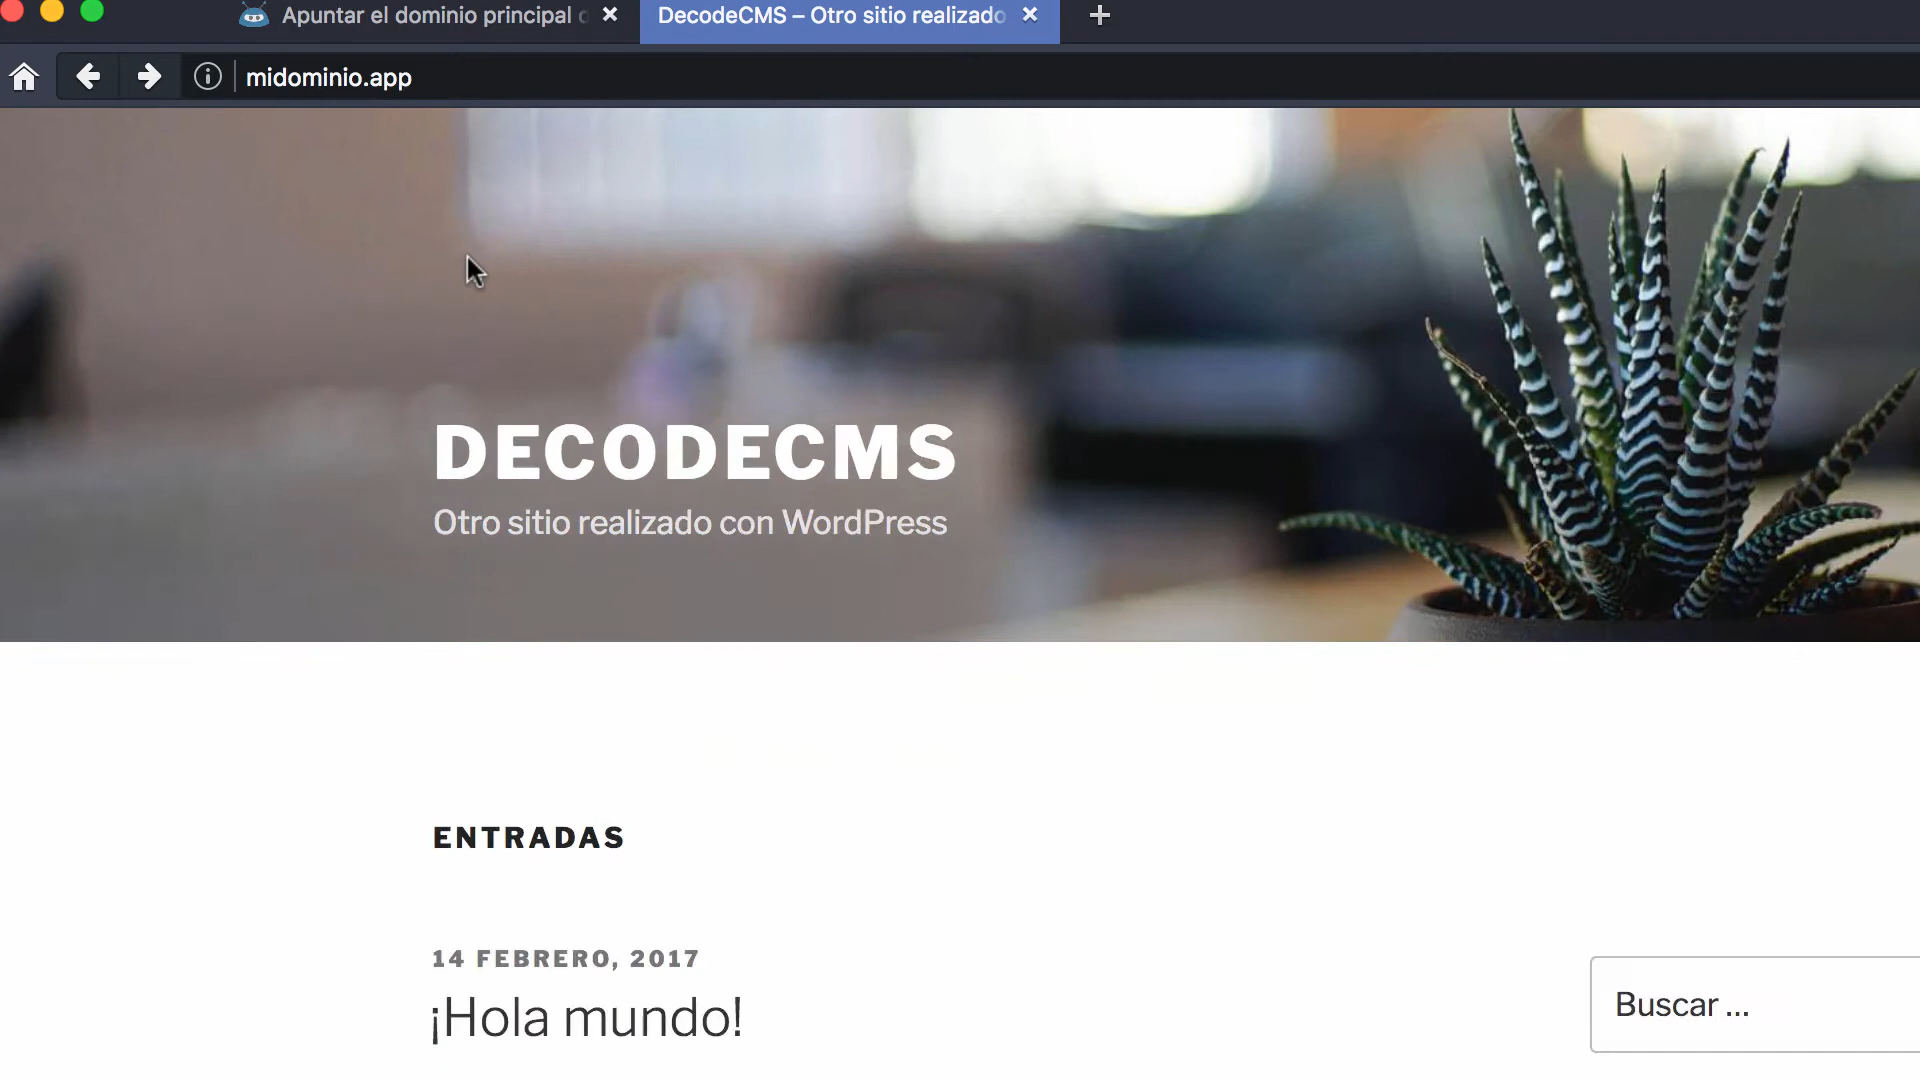 Apuntar el dominio principal
DecodeCMS – Otro sitio realizado
midominio.app
DECODECMS
Otro sitio realizado con WordPress
ENTRADAS
14 FEBRERO, 2017
¡Hola mundo!
Buscar ...